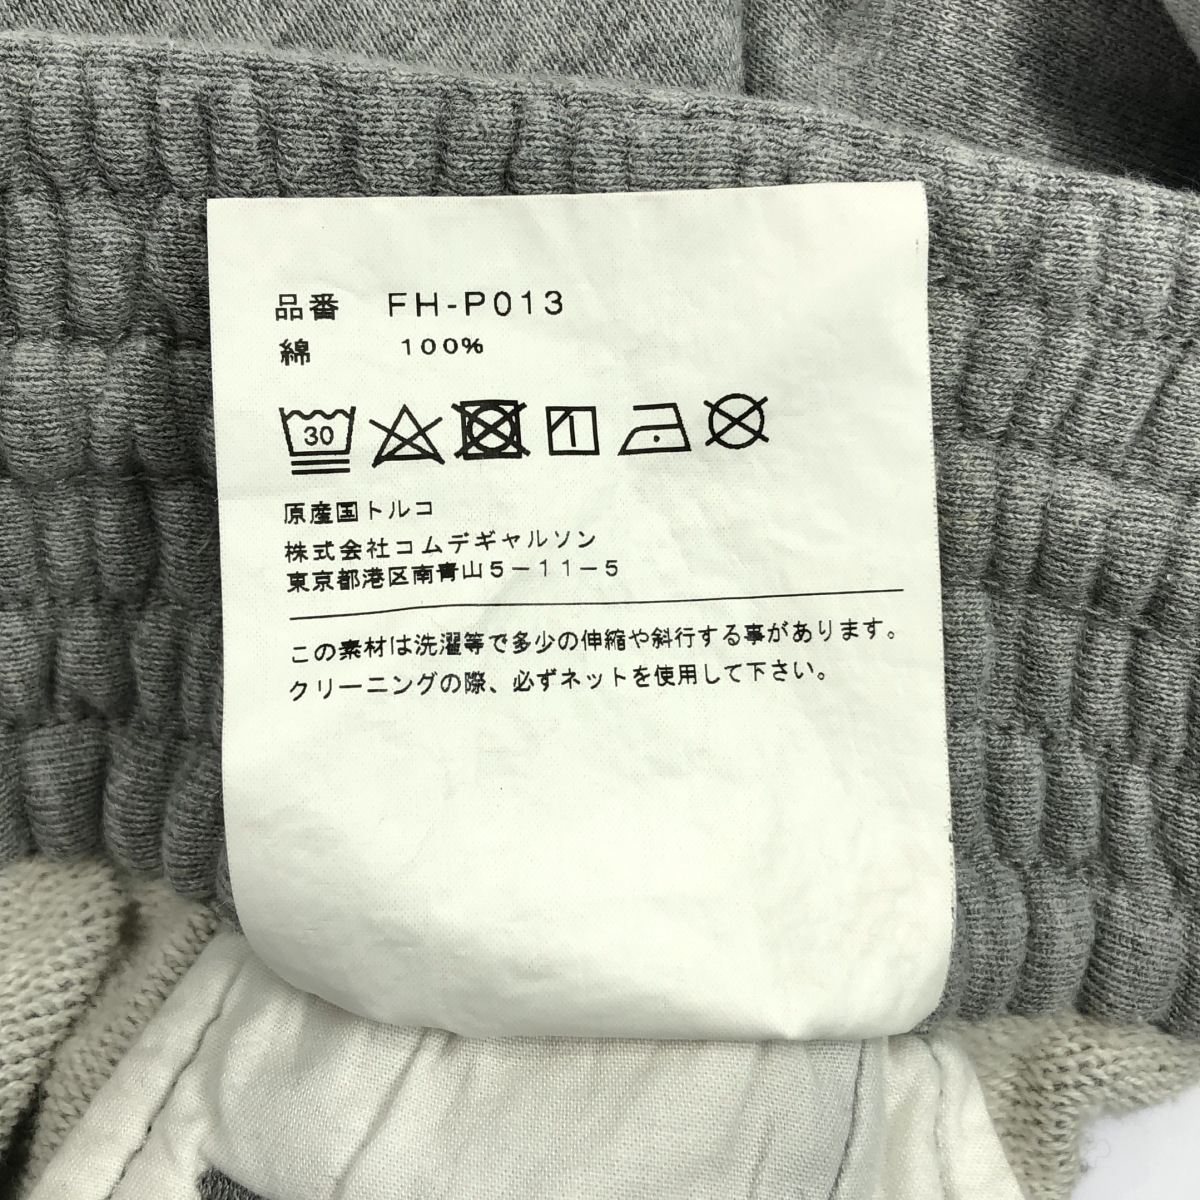 品番 FH-P013
綿 100%
30
原産国トルコ
株式会社コムデギャルソン
東京都港区南青山5-11-5
この素材は洗濯等で多少の伸縮や斜行する事があります。
クリーニングの際、必ずネットを使用して下さい。